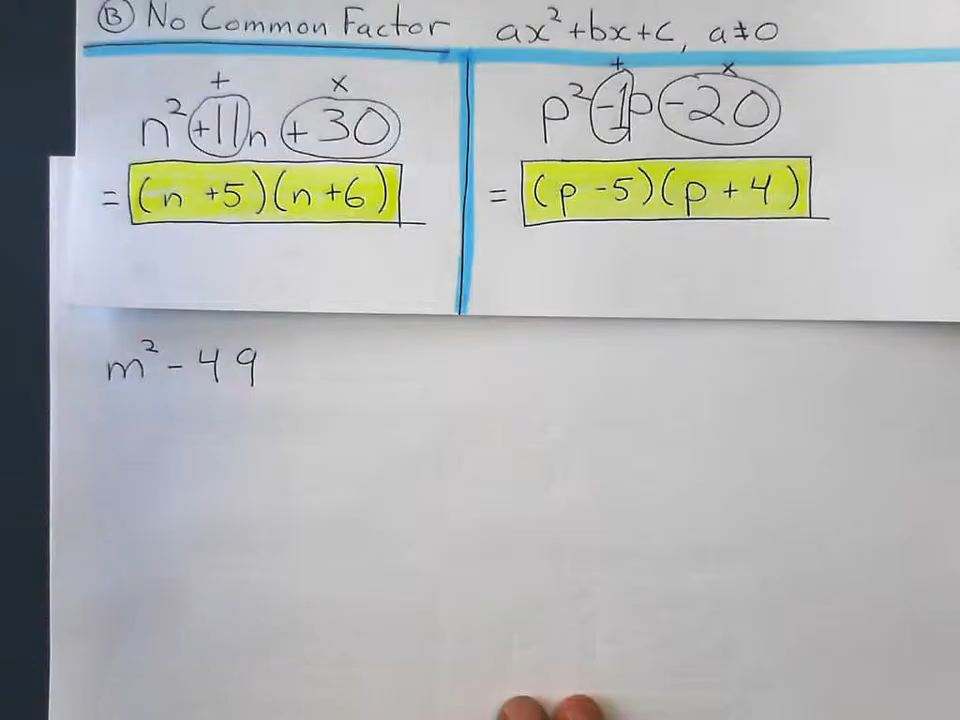 Ⓑ No Common Factor ax²+bx+c, a≠0
+ x
n² +11n +30
= (n +5)(n +6)
+ x
p² -1p -20
= (p -5)(p +4)
m² - 49